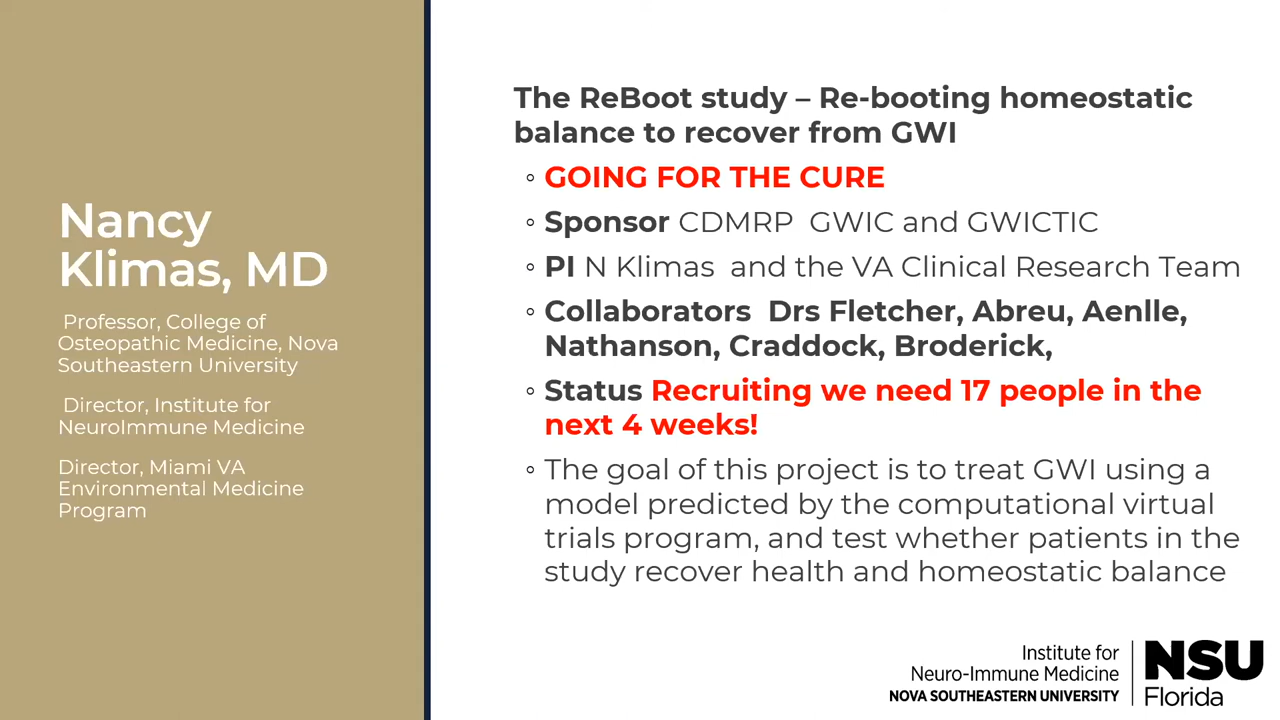 Nancy
Klimas, MD
Professor, College of
Osteopathic Medicine, Nova
Southeastern University
Director, Institute for
NeuroImmune Medicine
Director, Miami VA
Environmental Medicine
Program
The ReBoot study – Re-booting homeostatic
balance to recover from GWI
◦ GOING FOR THE CURE
◦ Sponsor CDMRP GWIC and GWICTIC
◦ PI N Klimas and the VA Clinical Research Team
◦ Collaborators Drs Fletcher, Abreu, Aenlle,
Nathanson, Craddock, Broderick,
◦ Status Recruiting we need 17 people in the
next 4 weeks!
◦ The goal of this project is to treat GWI using a
model predicted by the computational virtual
trials program, and test whether patients in the
study recover health and homeostatic balance
Institute for
Neuro-Immune Medicine
NOVA SOUTHEASTERN UNIVERSITY
NSU
Florida